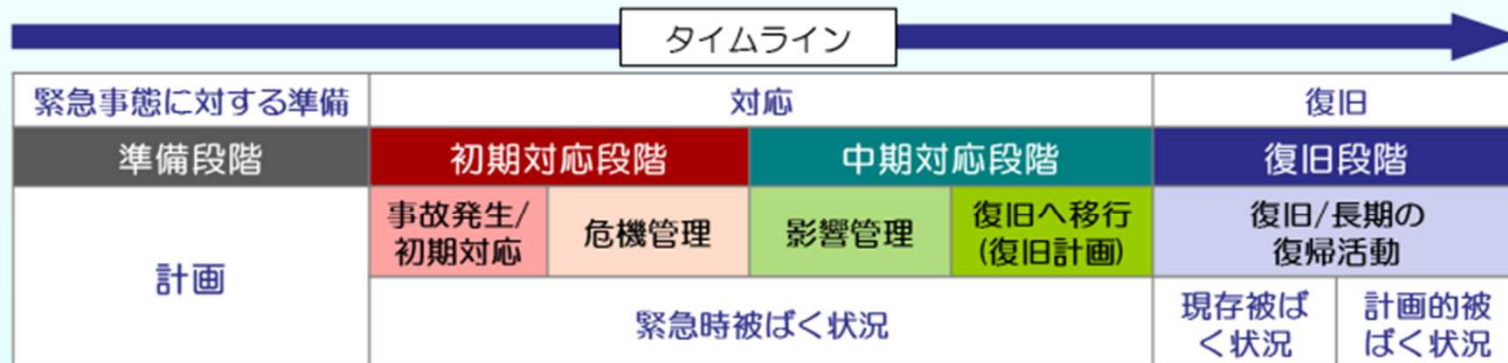 タイムライン
緊急事態に対する準備
対応
復旧
準備段階
初期対応段階
中期対応段階
復旧段階
計画
事故発生/
初期対応
危機管理
影響管理
復旧へ移行
(復旧計画)
復旧/長期の
復帰活動
緊急時被ばく状況
現存被ば
く状況
計画的被
ばく状況